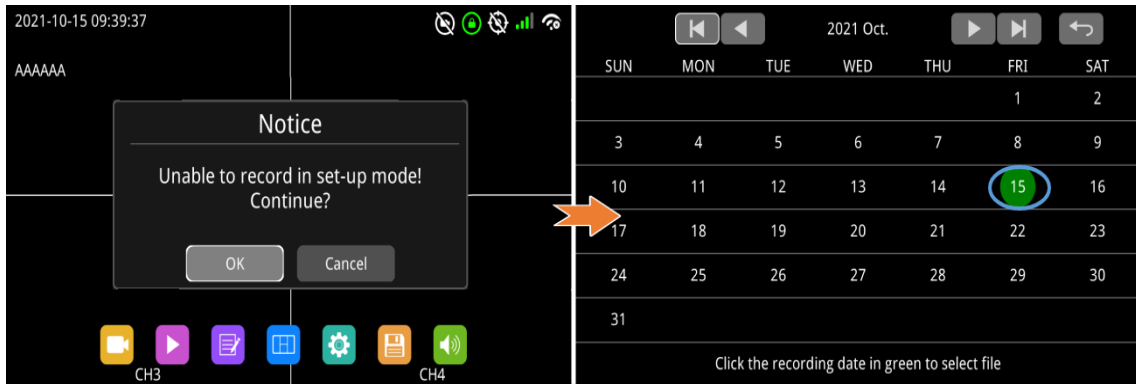 2021-10-15 09:39:37
AAAAAA
Notice
Unable to record in set-up mode!
Continue?
OK Cancel
CH3 CH4
2021 Oct.
SUN MON TUE WED THU FRI SAT
1 2
3 4 5 6 7 8 9
10 11 12 13 14 15 16
17 18 19 20 21 22 23
24 25 26 27 28 29 30
31
Click the recording date in green to select file